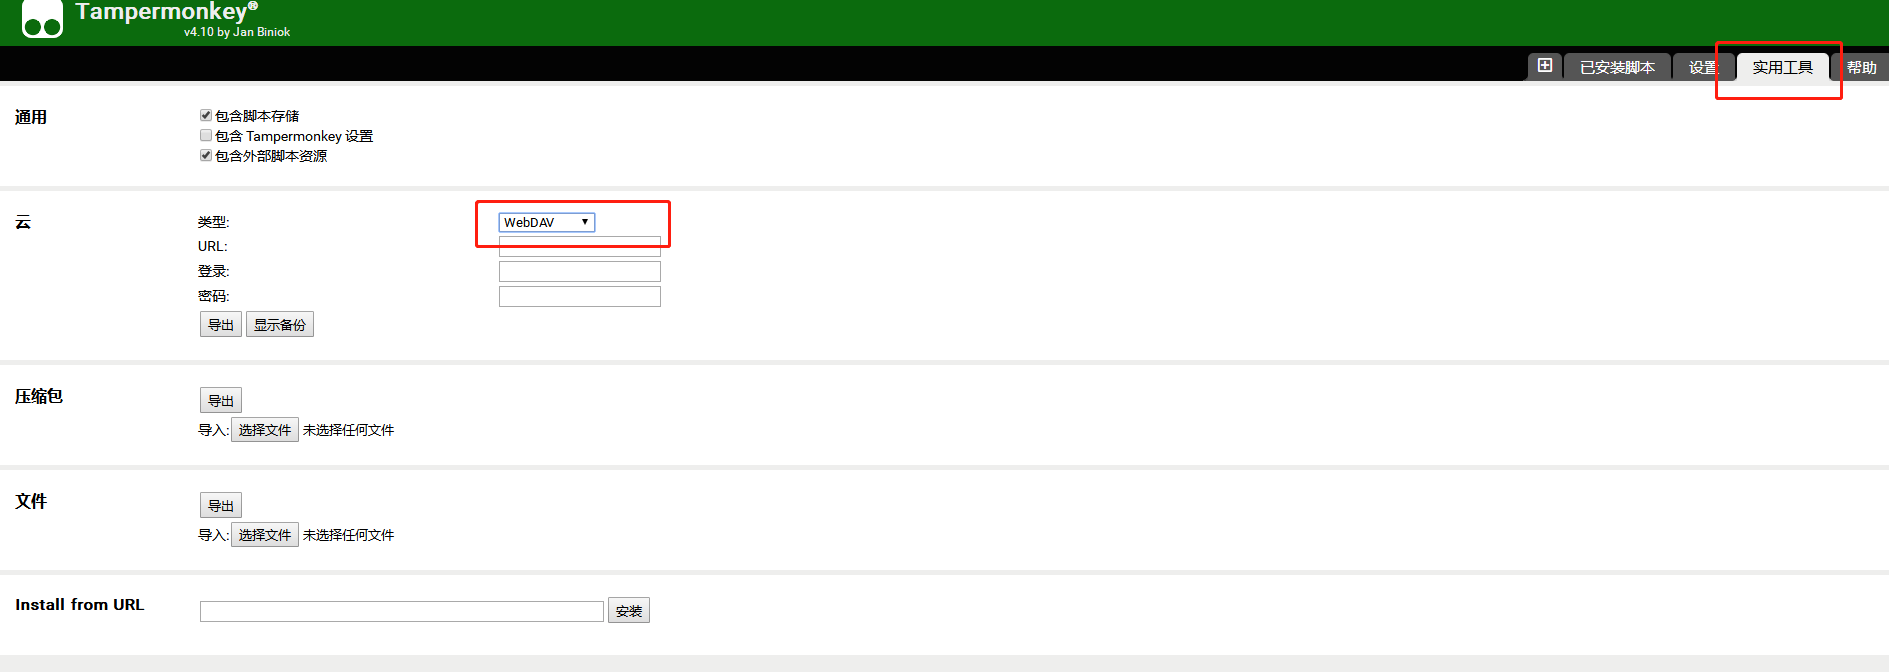 Tampermonkey®
v4.10 by Jan Biniok
已安装脚本 设置 实用工具 帮助
通用
包含脚本存储
包含 Tampermonkey 设置
包含外部脚本资源
云
类型: WebDAV
URL:
登录:
密码:
导出 显示备份
压缩包
导出
导入: 选择文件 未选择任何文件
文件
导出
导入: 选择文件 未选择任何文件
Install from URL
安装